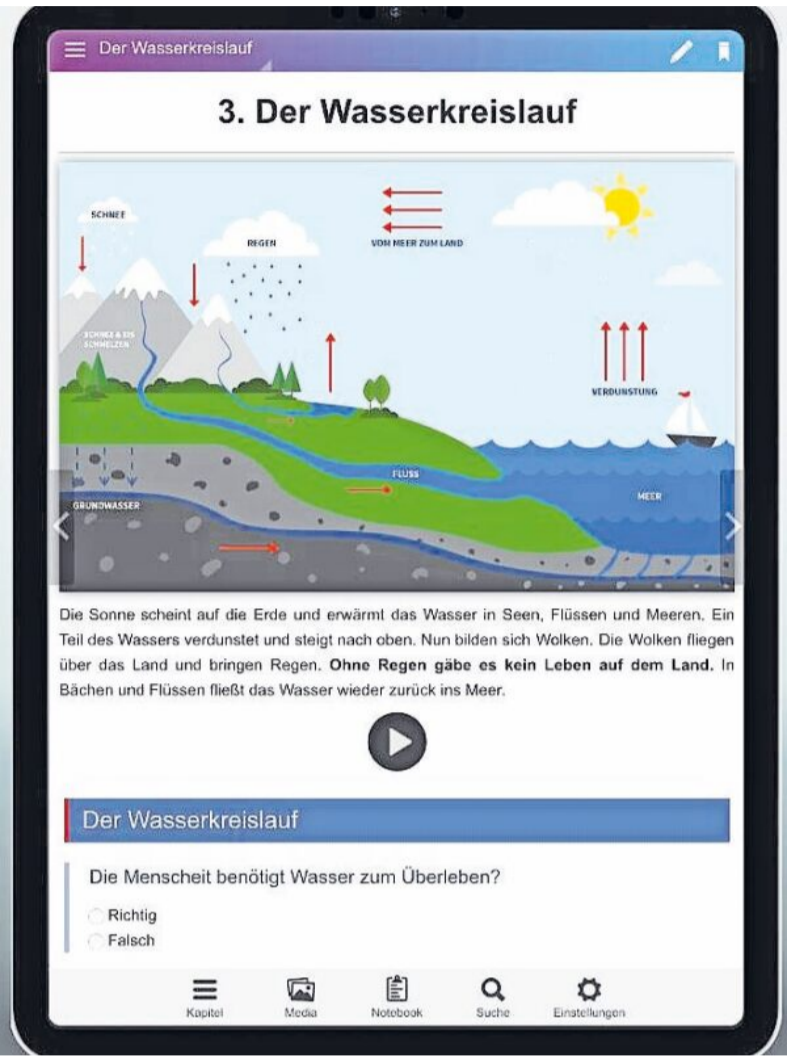 Der Wasserkreislauf
3. Der Wasserkreislauf
SCHNEE
REGEN
VOM MEER ZUM LAND
SCHNEE & EIS
SCHMELZEN
VERDUNSTUNG
FLUSS
MEER
GRUNDWASSER
Die Sonne scheint auf die Erde und erwärmt das Wasser in Seen, Flüssen und Meeren. Ein
Teil des Wassers verdunstet und steigt nach oben. Nun bilden sich Wolken. Die Wolken fliegen
über das Land und bringen Regen. Ohne Regen gäbe es kein Leben auf dem Land. In
Bächen und Flüssen fließt das Wasser wieder zurück ins Meer.
Der Wasserkreislauf
Die Menscheit benötigt Wasser zum Überleben?
Richtig
Falsch
Kapitel
Media
Notebook
Suche
Einstellungen